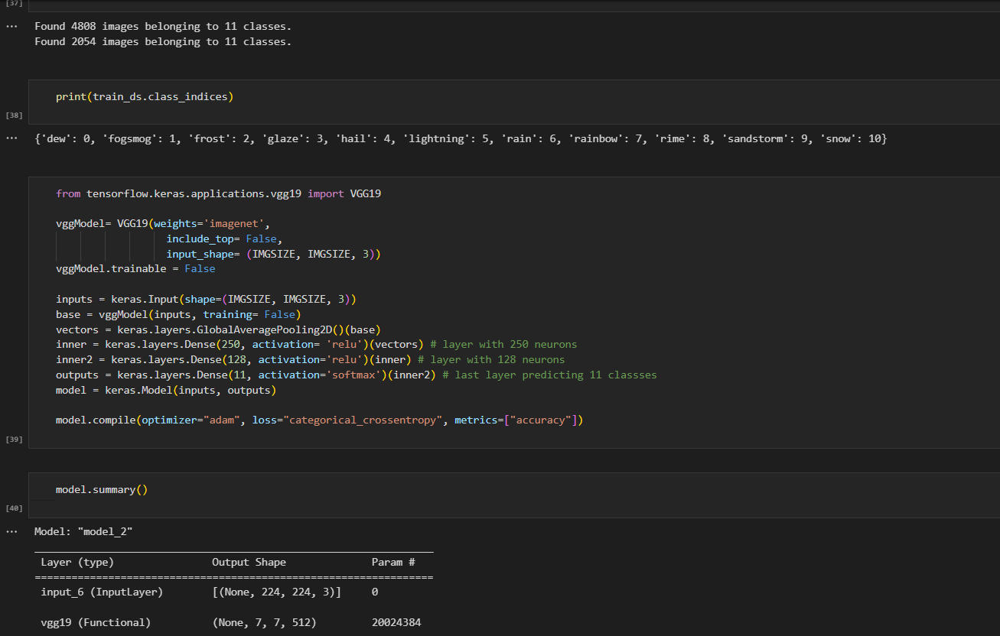 [37]
... Found 4808 images belonging to 11 classes.
Found 2054 images belonging to 11 classes.
print(train_ds.class_indices)
[38]
... {'dew': 0, 'fogsmog': 1, 'frost': 2, 'glaze': 3, 'hail': 4, 'lightning': 5, 'rain': 6, 'rainbow': 7, 'rime': 8, 'sandstorm': 9, 'snow': 10}
from tensorflow.keras.applications.vgg19 import VGG19
vggModel= VGG19(weights='imagenet',
include_top= False,
input_shape= (IMGSIZE, IMGSIZE, 3))
vggModel.trainable = False
inputs = keras.Input(shape=(IMGSIZE, IMGSIZE, 3))
base = vggModel(inputs, training= False)
vectors = keras.layers.GlobalAveragePooling2D()(base)
inner = keras.layers.Dense(250, activation= 'relu')(vectors) # layer with 250 neurons
inner2 = keras.layers.Dense(128, activation='relu')(inner) # layer with 128 neurons
outputs = keras.layers.Dense(11, activation='softmax')(inner2) # last layer predicting 11 classses
model = keras.Model(inputs, outputs)
model.compile(optimizer="adam", loss="categorical_crossentropy", metrics=["accuracy"])
[39]
model.summary()
[40]
... Model: "model_2"
Layer (type) Output Shape Param #
=================================================================
input_6 (InputLayer) [(None, 224, 224, 3)] 0
vgg19 (Functional) (None, 7, 7, 512) 20024384